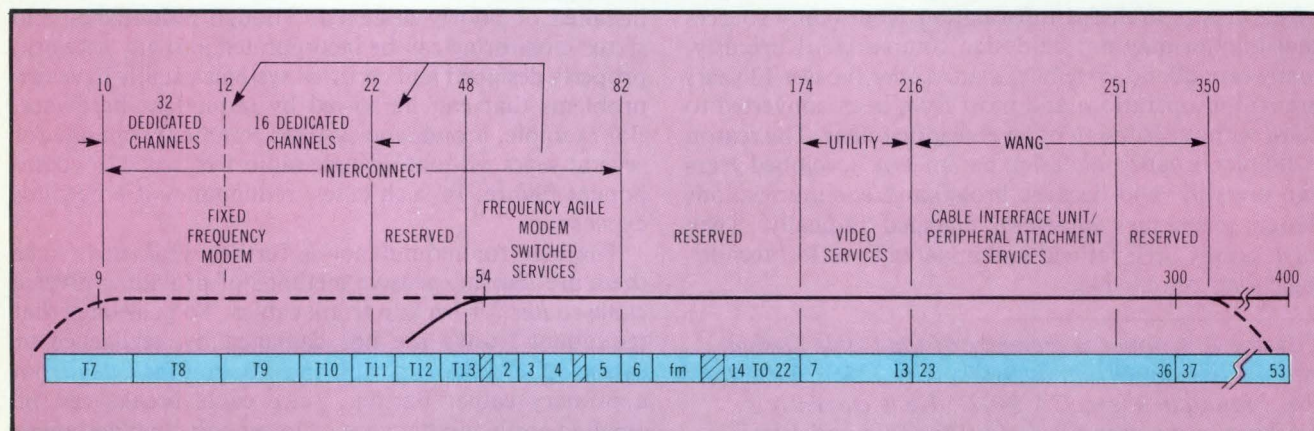 10 12 22 48 82 174 216 251 350
32 DEDICATED CHANNELS
16 DEDICATED CHANNELS
UTILITY
WANG
INTERCONNECT
FIXED FREQUENCY MODEM
RESERVED
FREQUENCY AGILE MODEM SWITCHED SERVICES
RESERVED
VIDEO SERVICES
CABLE INTERFACE UNIT/ PERIPHERAL ATTACHMENT SERVICES
RESERVED
9 54 300 400
T7 T8 T9 T10 T11 T12 T13 2 3 4 5 6 fm 14 TO 22 7 13 23 36 37 53